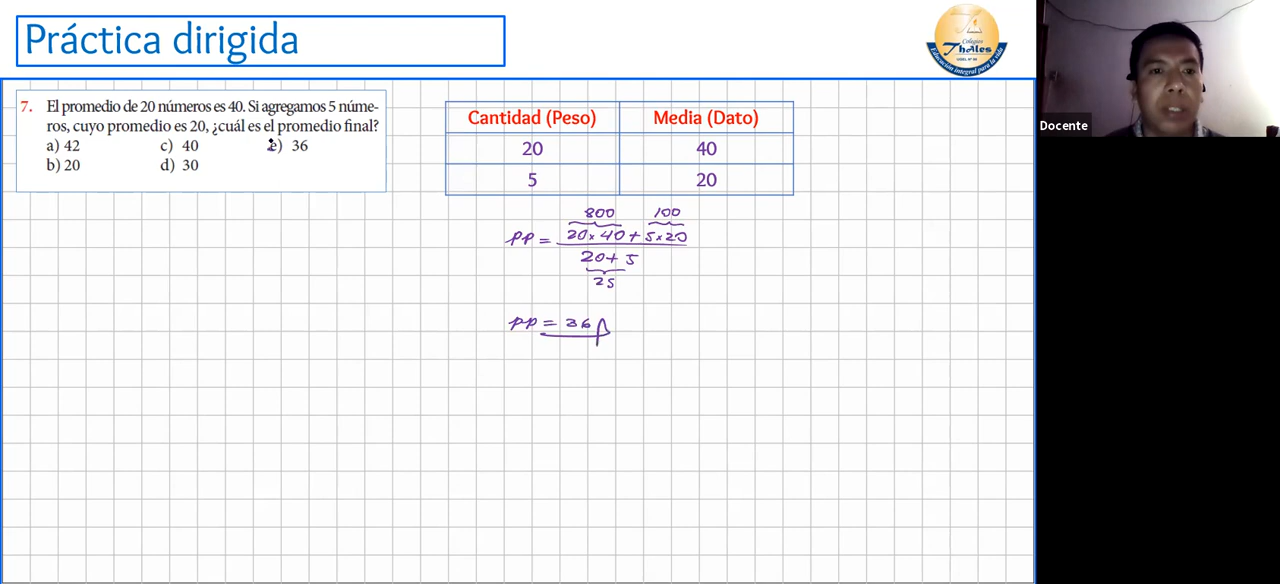 Práctica dirigida
Colegios
Thales
Educación integral para la vida
Docente
7. El promedio de 20 números es 40. Si agregamos 5 núme-
ros, cuyo promedio es 20, ¿cuál es el promedio final?
a) 42 c) 40 e) 36
b) 20 d) 30
Cantidad (Peso) Media (Dato)
20 40
5 20
800 100
PP = 20 x 40 + 5 x 20
20 + 5
25
PP = 36